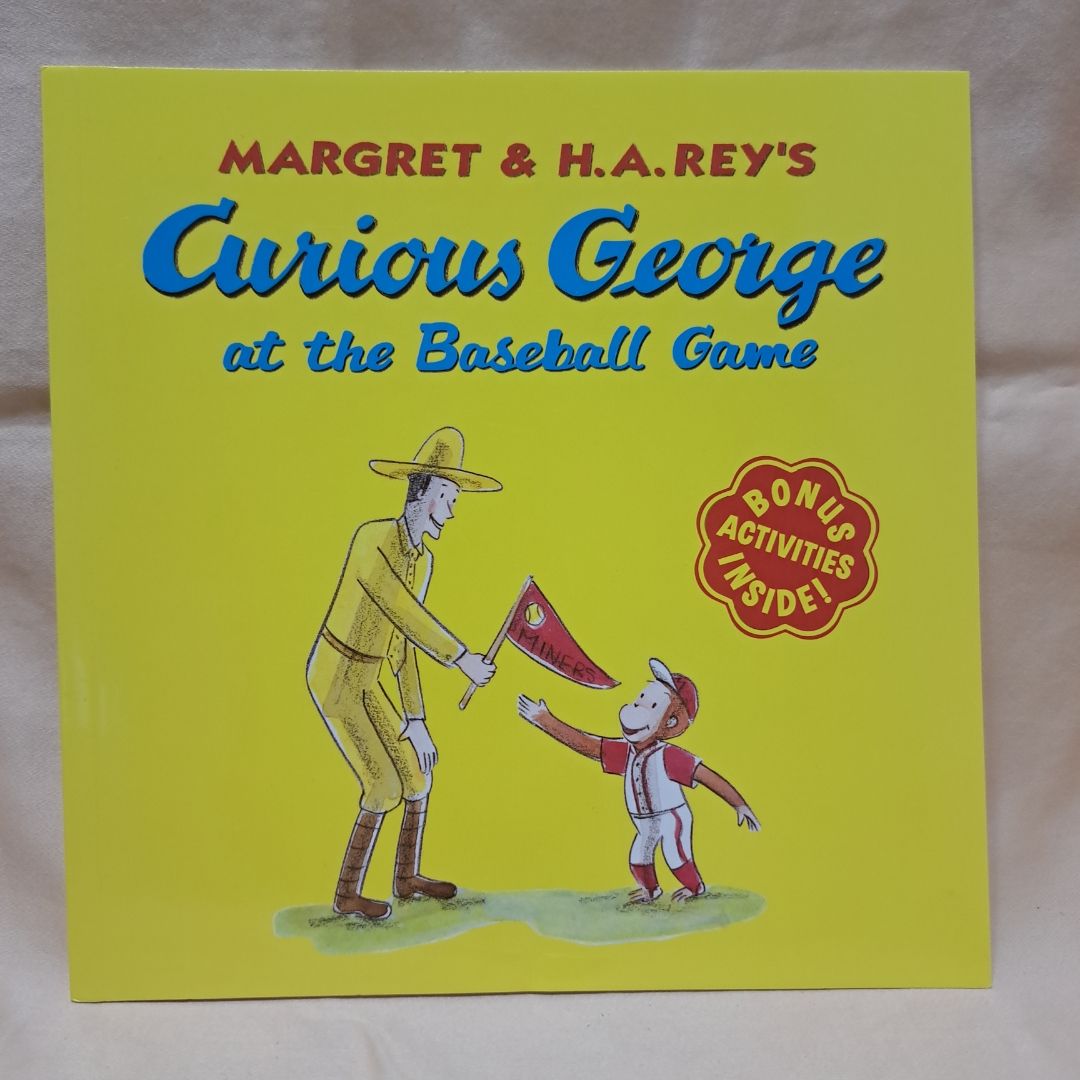 MARGRET & H.A. REY'S
Curious George
at the Baseball Game
BONUS
ACTIVITIES
INSIDE!
MINERS